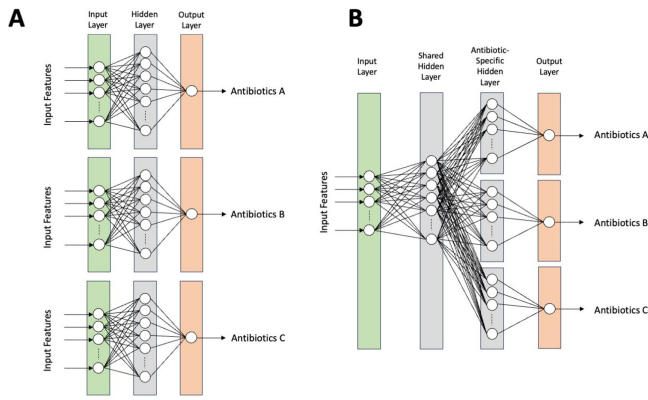 A
Input
Layer
Hidden
Layer
Output
Layer
Input Features
Antibiotics A
Input Features
Antibiotics B
Input Features
Antibiotics C
B
Input
Layer
Shared
Hidden
Layer
Antibiotic-
Specific
Hidden
Layer
Output
Layer
Input Features
Antibiotics A
Antibiotics B
Antibiotics C